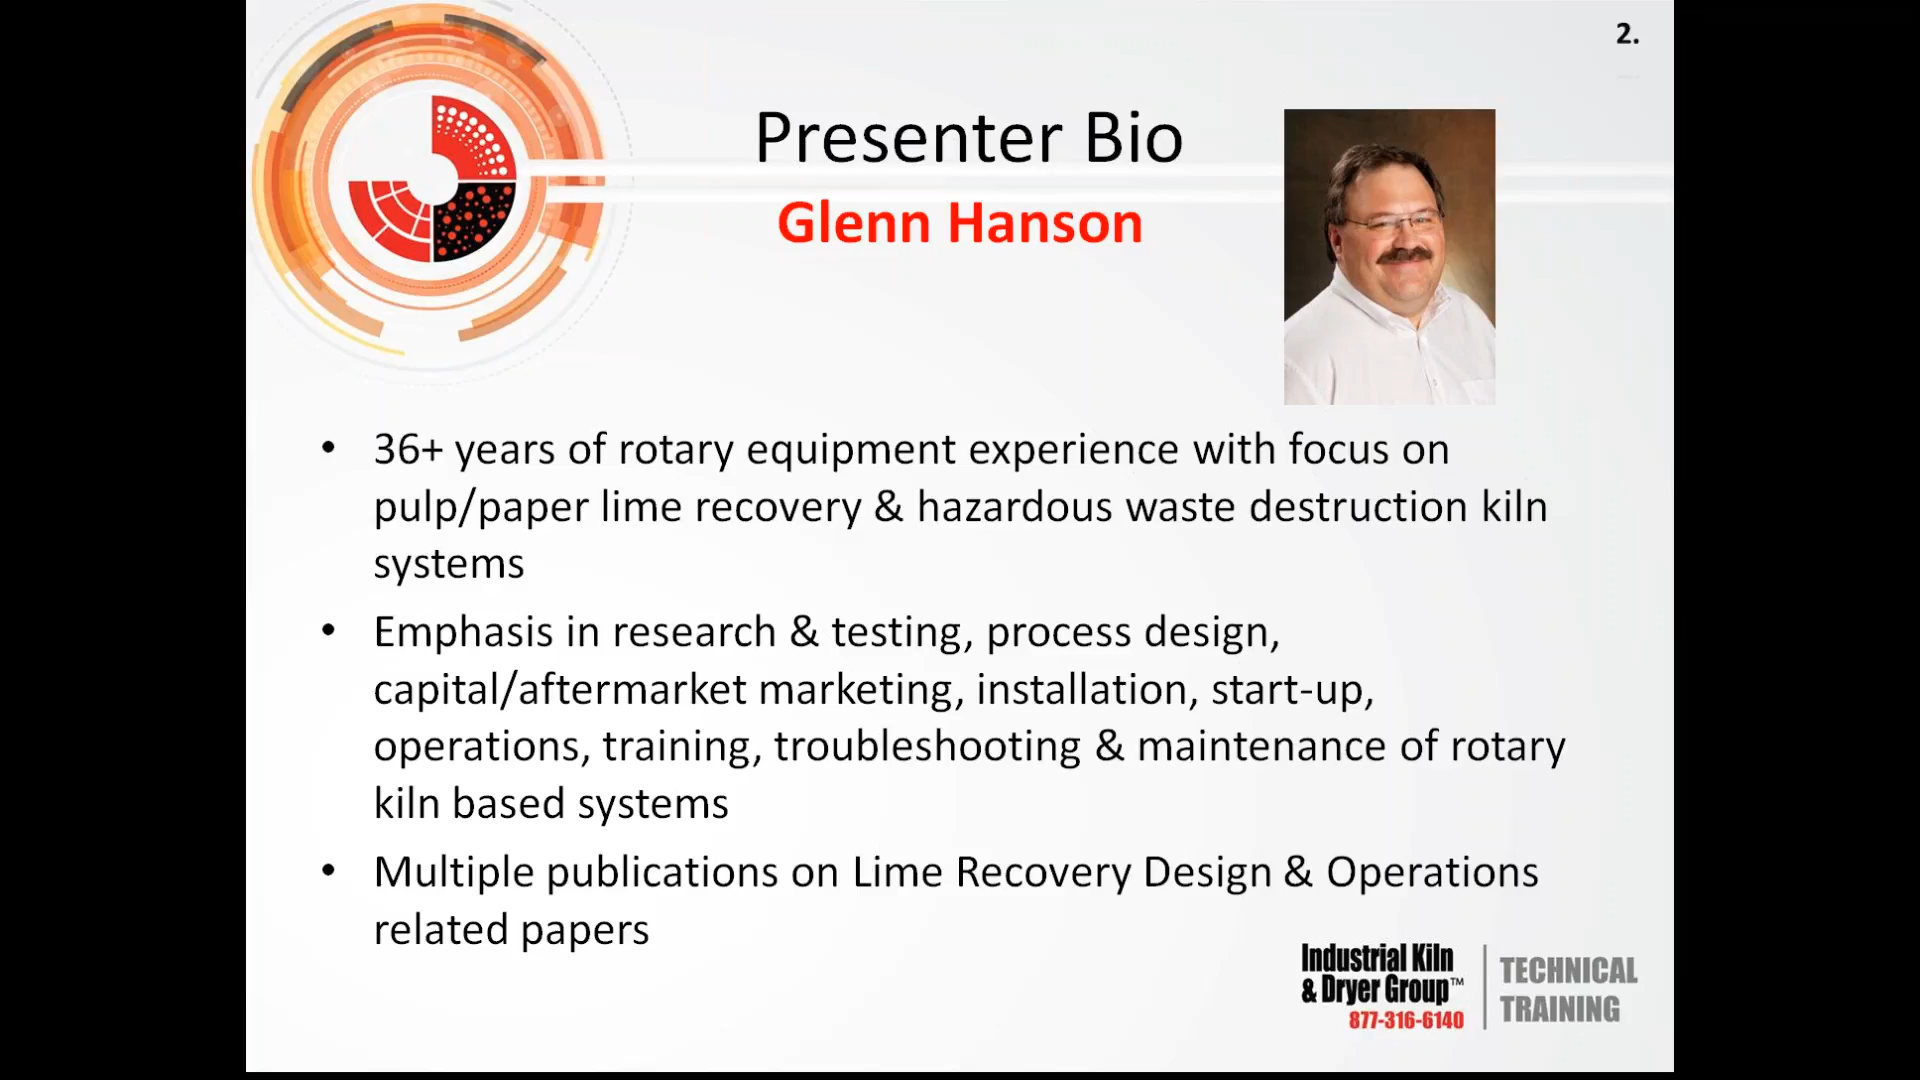 2.
Presenter Bio
Glenn Hanson
• 36+ years of rotary equipment experience with focus on
pulp/paper lime recovery & hazardous waste destruction kiln
systems
• Emphasis in research & testing, process design,
capital/aftermarket marketing, installation, start-up,
operations, training, troubleshooting & maintenance of rotary
kiln based systems
• Multiple publications on Lime Recovery Design & Operations
related papers
Industrial Kiln
& Dryer Group™
877-316-6140
TECHNICAL
TRAINING